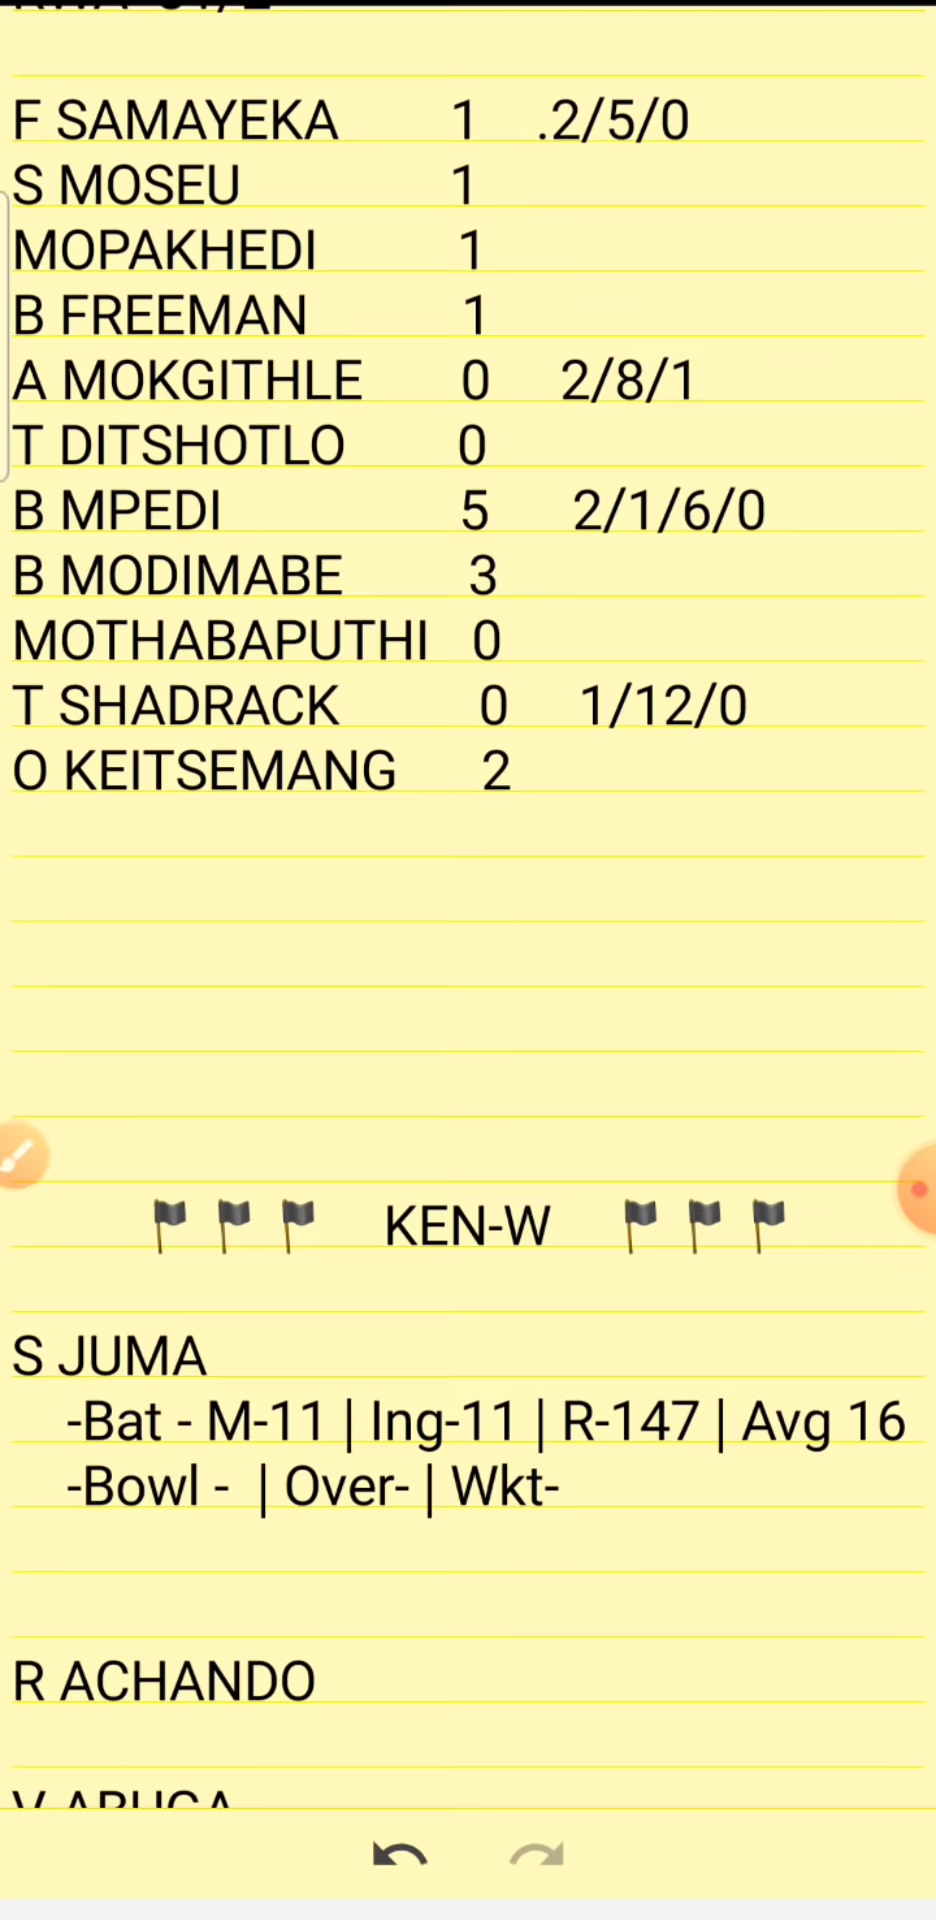 F SAMAYEKA 1 .2/5/0
S MOSEU 1
MOPAKHEDI 1
B FREEMAN 1
A MOKGITHLE 0 2/8/1
T DITSHOTLO 0
B MPEDI 5 2/1/6/0
B MODIMABE 3
MOTHABAPUTHI 0
T SHADRACK 0 1/12/0
O KEITSEMANG 2
🏴 🏴 🏴 KEN-W 🏴 🏴 🏴
S JUMA
-Bat - M-11 | Ing-11 | R-147 | Avg 16
-Bowl - | Over- | Wkt-
R ACHANDO